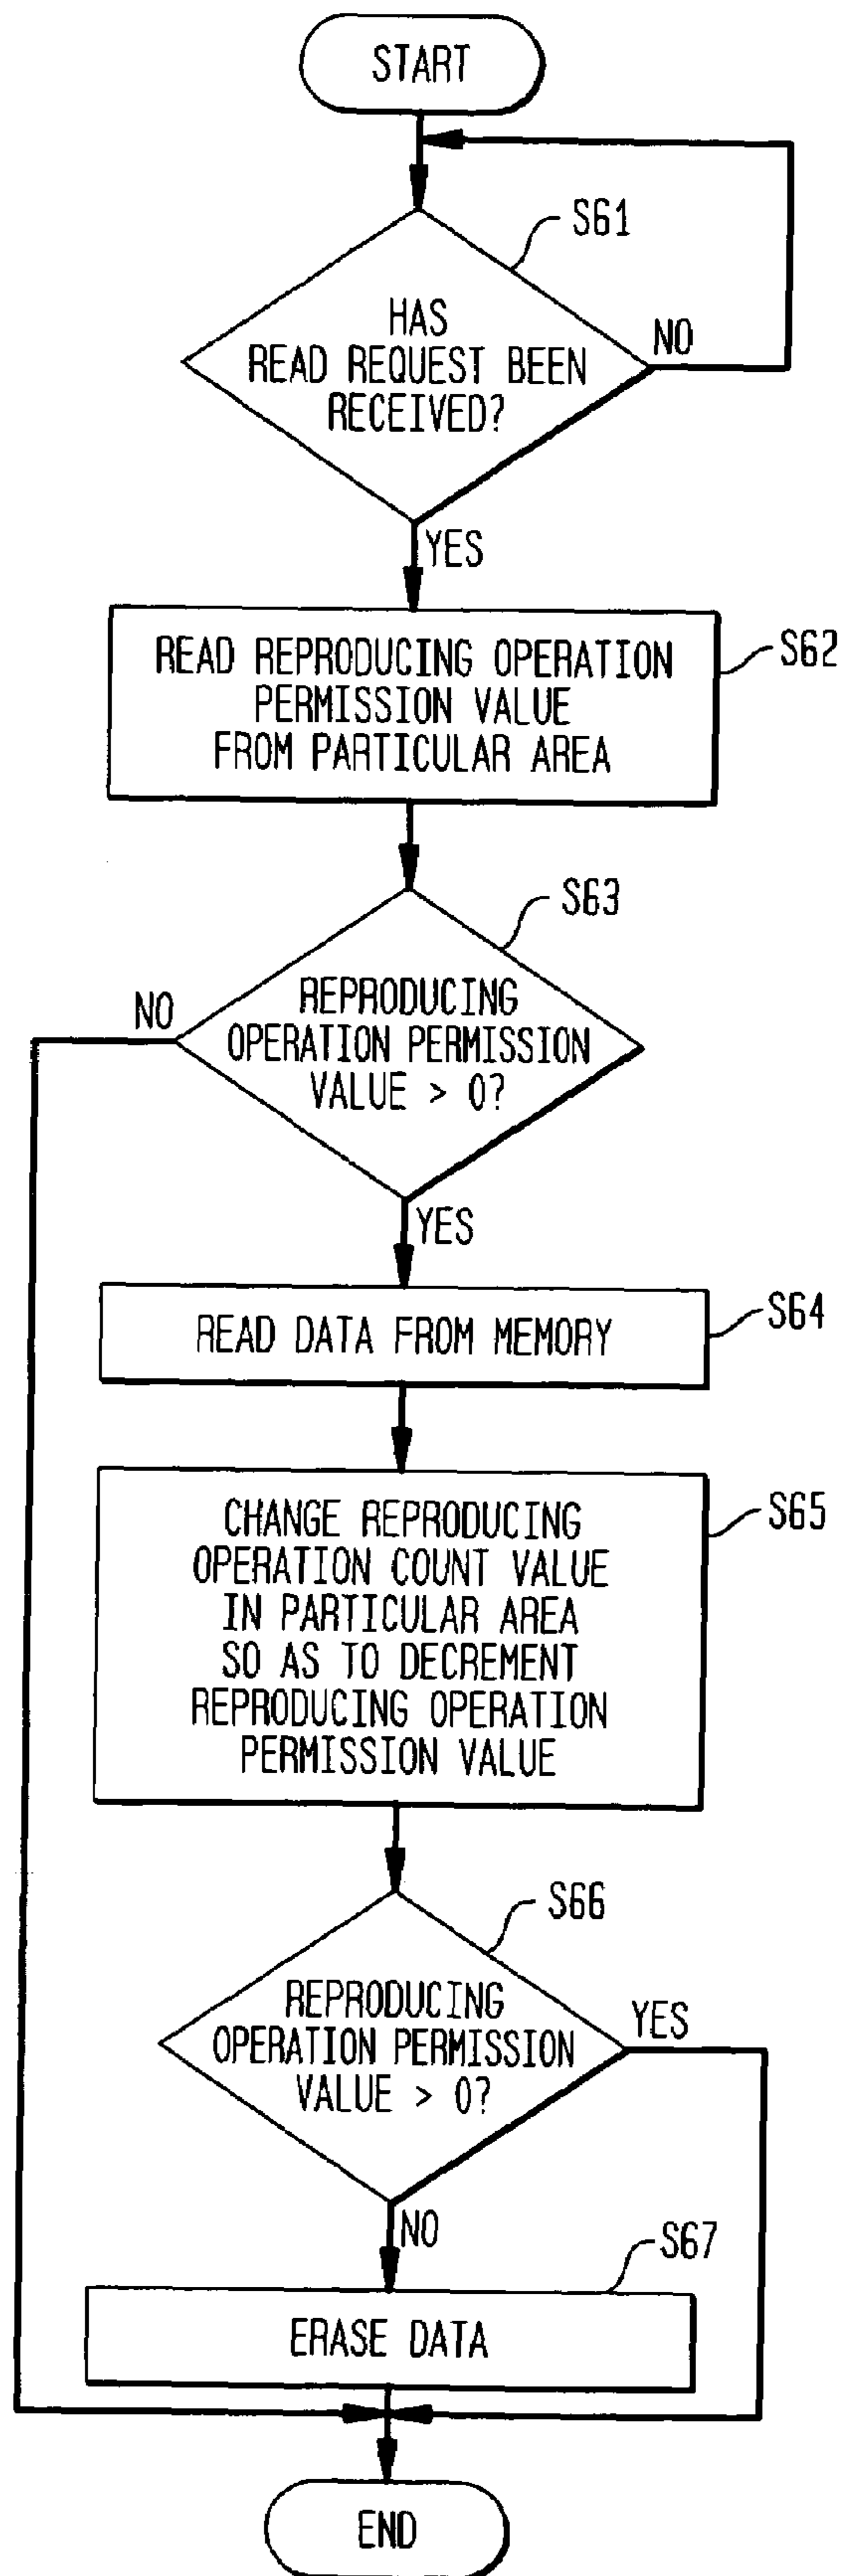 START
S61
HAS
READ REQUEST BEEN
RECEIVED?
NO
YES
READ REPRODUCING OPERATION
PERMISSION VALUE
FROM PARTICULAR AREA
S62
S63
NO
REPRODUCING
OPERATION PERMISSION
VALUE > 0?
YES
READ DATA FROM MEMORY
S64
CHANGE REPRODUCING
OPERATION COUNT VALUE
IN PARTICULAR AREA
SO AS TO DECREMENT
REPRODUCING OPERATION
PERMISSION VALUE
S65
S66
REPRODUCING
OPERATION PERMISSION
VALUE > 0?
YES
NO
S67
ERASE DATA
END